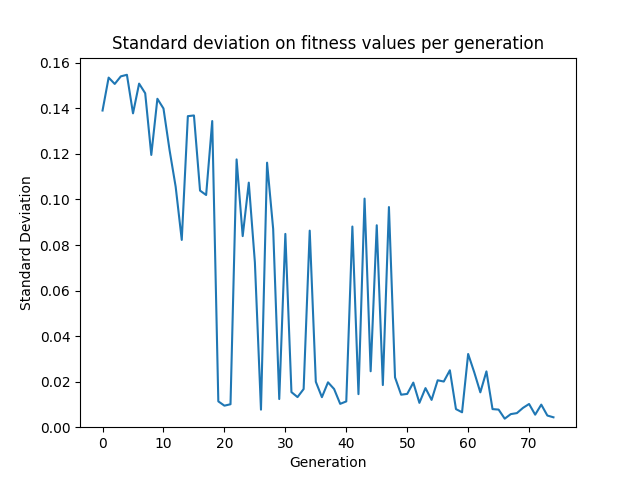 Standard deviation on fitness values per generation
0.16
0.14
0.12
0.10
0.08
0.06
0.04
0.02
0.00
Standard Deviation
0 10 20 30 40 50 60 70
Generation